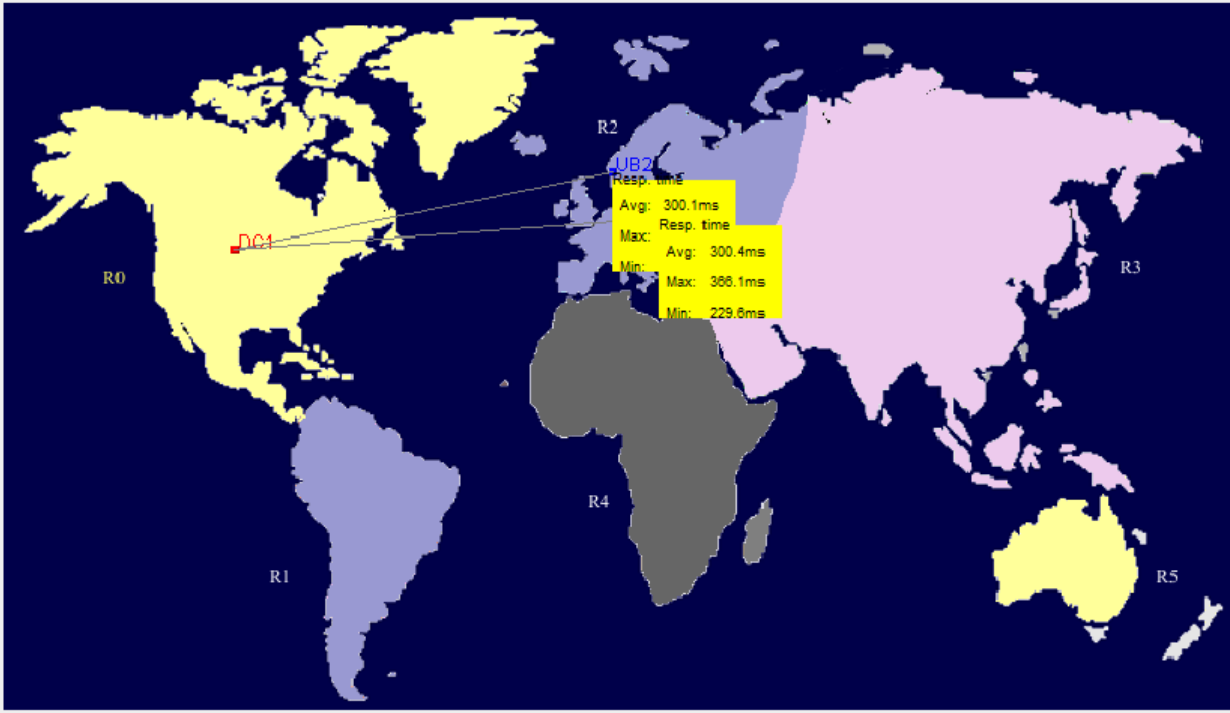 R2
UB2
Resp. time
Avg: 300.1ms
Resp. time
Max:
DC1
Avg: 300.4ms
Min:
R0
R3
Max: 366.1ms
Min: 229.6ms
R4
R1
R5